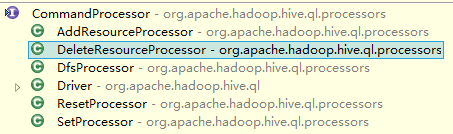 CommandProcessor - org.apache.hadoop.hive.ql.processors
AddResourceProcessor - org.apache.hadoop.hive.ql.processors
DeleteResourceProcessor - org.apache.hadoop.hive.ql.processors
DfsProcessor - org.apache.hadoop.hive.ql.processors
Driver - org.apache.hadoop.hive.ql
ResetProcessor - org.apache.hadoop.hive.ql.processors
SetProcessor - org.apache.hadoop.hive.ql.processors